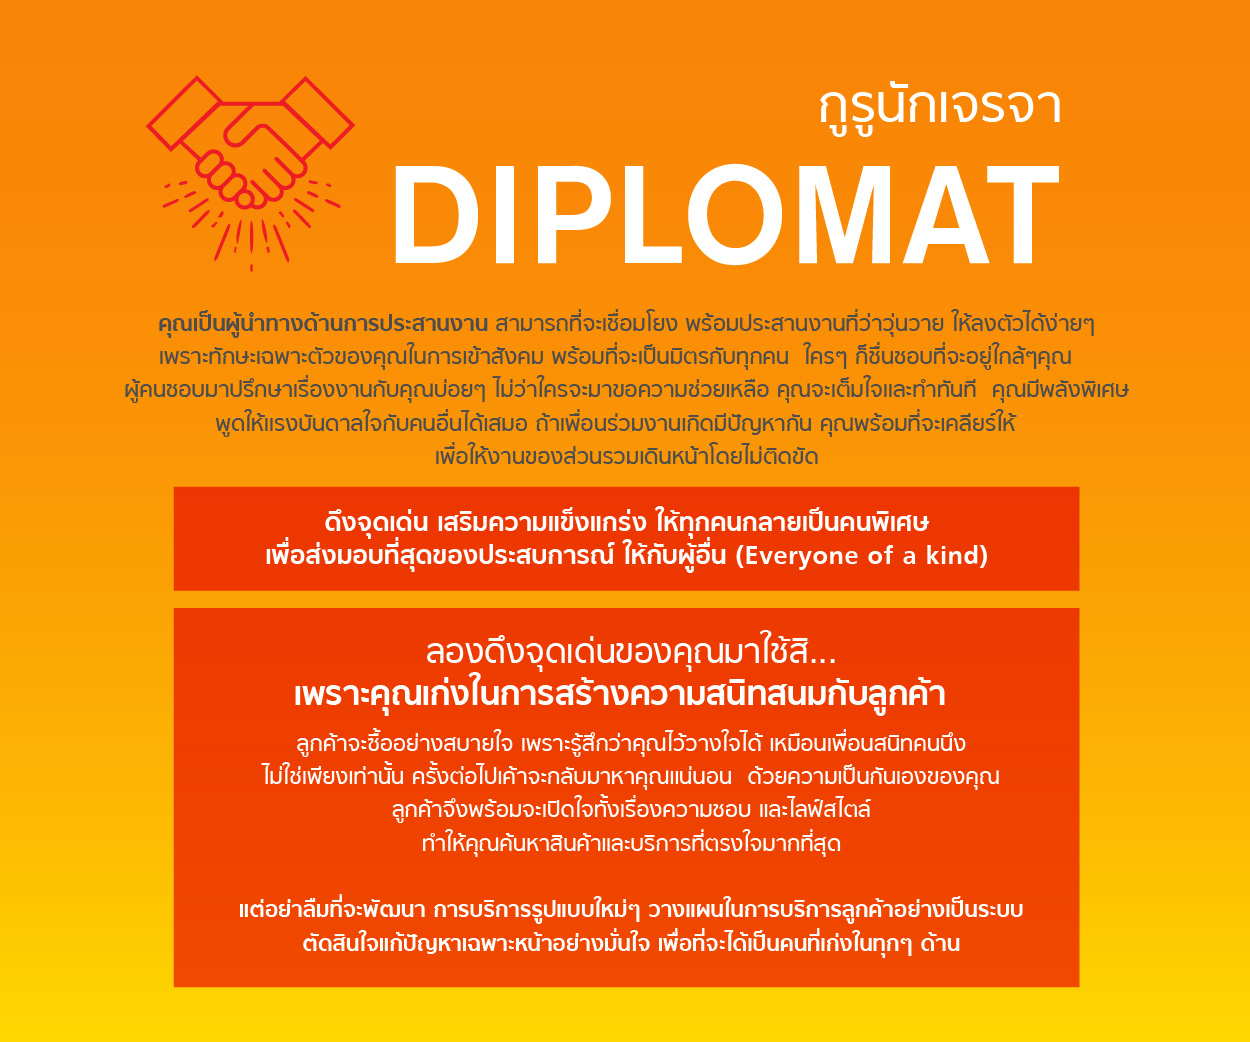 กูรูนักเจรจา
DIPLOMAT
คุณเป็นผู้นำทางด้านการประสานงาน สามารถที่จะเชื่อมโยง พร้อมประสานงานที่ว่าวุ่นวาย ให้ลงตัวได้ง่ายๆ
เพราะทักษะเฉพาะตัวของคุณในการเข้าสังคม พร้อมที่จะเป็นมิตรกับทุกคน ใครๆ ก็ชื่นชอบที่จะอยู่ใกล้ๆคุณ
ผู้คนชอบมาปรึกษาเรื่องงานกับคุณบ่อยๆ ไม่ว่าใครจะมาขอความช่วยเหลือ คุณจะเต็มใจและทำทันที คุณมีพลังพิเศษ
พูดให้แรงบันดาลใจกับคนอื่นได้เสมอ ถ้าเพื่อนร่วมงานเกิดมีปัญหากัน คุณพร้อมที่จะเคลียร์ให้
เพื่อให้งานของส่วนรวมเดินหน้าโดยไม่ติดขัด
ดึงจุดเด่น เสริมความแข็งแกร่ง ให้ทุกคนกลายเป็นคนพิเศษ
เพื่อส่งมอบที่สุดของประสบการณ์ ให้กับผู้อื่น (Everyone of a kind)
ลองดึงจุดเด่นของคุณมาใช้สิ...
เพราะคุณเก่งในการสร้างความสนิทสนมกับลูกค้า
ลูกค้าจะซื้ออย่างสบายใจ เพราะรู้สึกว่าคุณไว้วางใจได้ เหมือนเพื่อนสนิทคนนึง
ไม่ใช่เพียงเท่านั้น ครั้งต่อไปเค้าจะกลับมาหาคุณแน่นอน ด้วยความเป็นกันเองของคุณ
ลูกค้าจึงพร้อมจะเปิดใจทั้งเรื่องความชอบ และไลฟ์สไตล์
ทำให้คุณค้นหาสินค้าและบริการที่ตรงใจมากที่สุด
แต่อย่าลืมที่จะพัฒนา การบริการรูปแบบใหม่ๆ วางแผนในการบริการลูกค้าอย่างเป็นระบบ
ตัดสินใจแก้ปัญหาเฉพาะหน้าอย่างมั่นใจ เพื่อที่จะได้เป็นคนที่เก่งในทุกๆ ด้าน